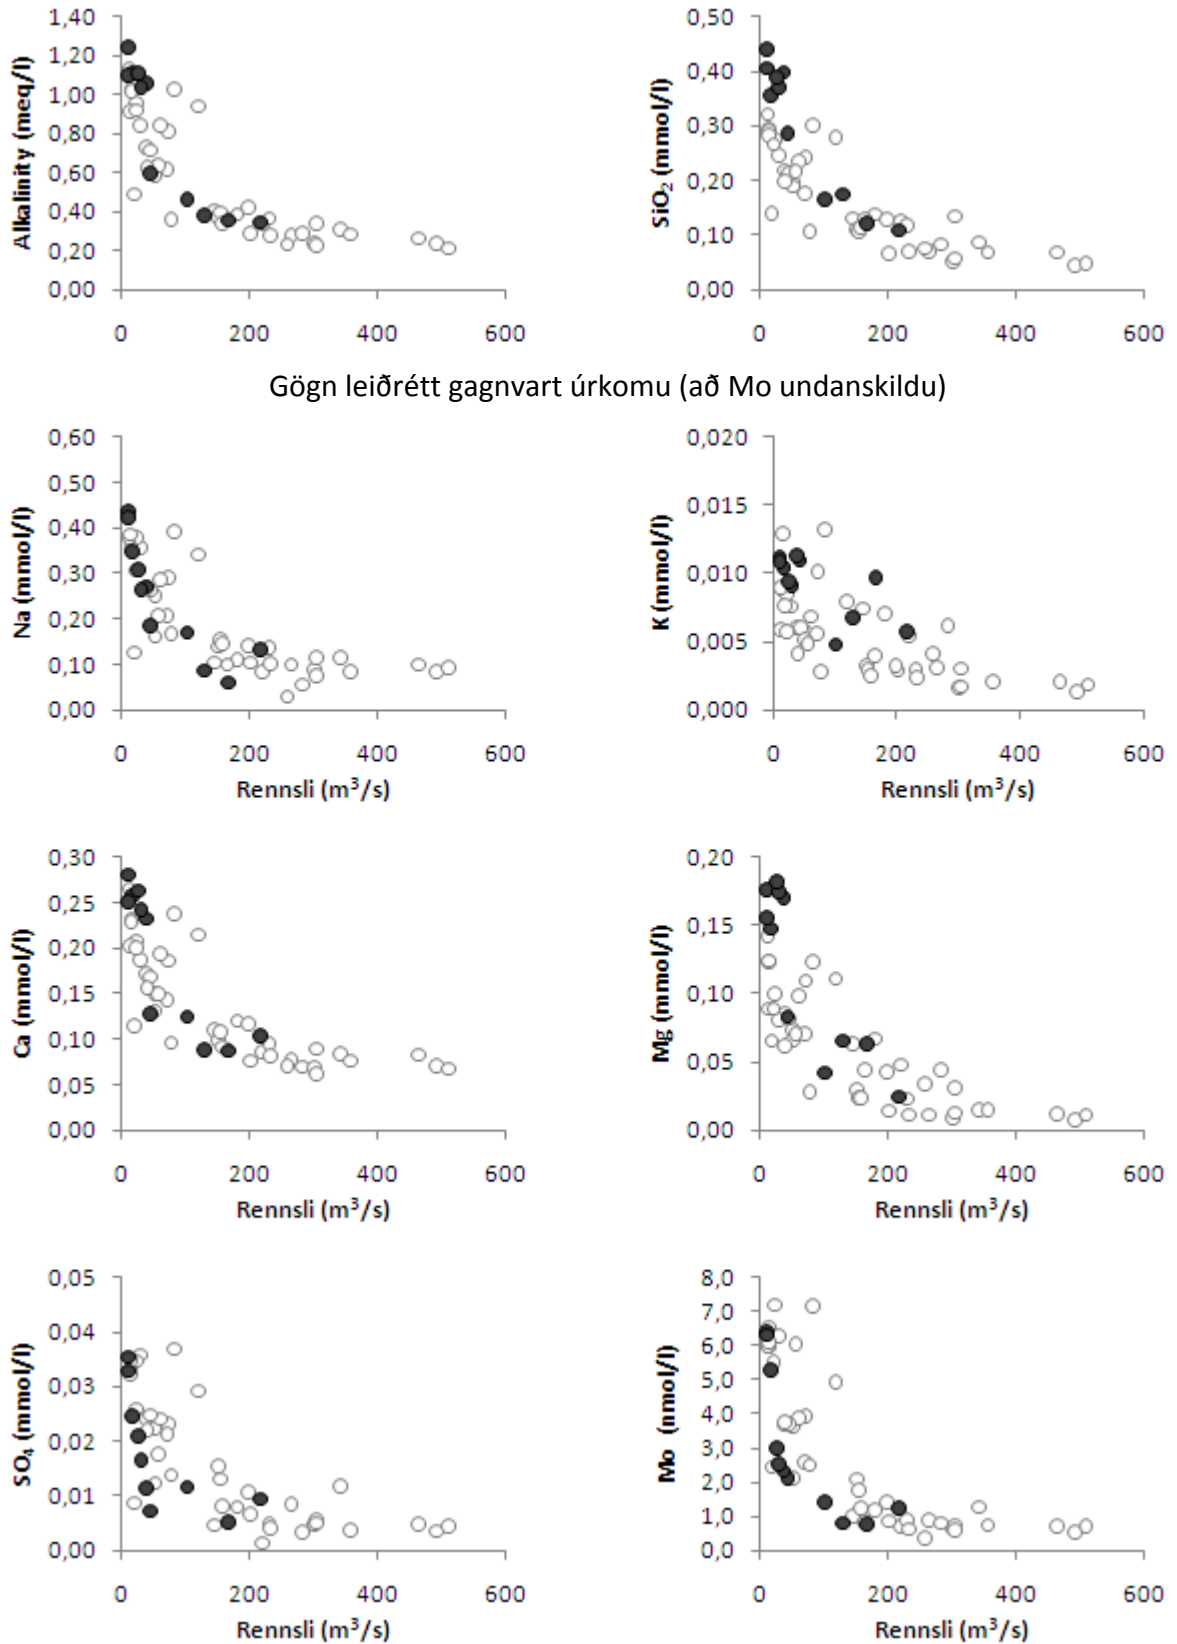 1,40
1,20
1,00
0,80
0,60
0,40
0,20
0,00
Alkalinity (meq/l)
0 200 400 600
0,50
0,40
0,30
0,20
0,10
0,00
SiO₂ (mmol/l)
0 200 400 600
Gögn leiðrétt gagnvart úrkomu (að Mo undanskildu)
0,60
0,50
0,40
0,30
0,20
0,10
0,00
Na (mmol/l)
0 200 400 600
Rennsli (m³/s)
0,020
0,015
0,010
0,005
0,000
K (mmol/l)
0 200 400 600
Rennsli (m³/s)
0,30
0,25
0,20
0,15
0,10
0,05
0,00
Ca (mmol/l)
0 200 400 600
Rennsli (m³/s)
0,20
0,15
0,10
0,05
0,00
Mg (mmol/l)
0 200 400 600
Rennsli (m³/s)
0,05
0,04
0,03
0,02
0,01
0,00
SO₄ (mmol/l)
0 200 400 600
Rennsli (m³/s)
8,0
7,0
6,0
5,0
4,0
3,0
2,0
1,0
0,0
Mo (nmol/l)
0 200 400 600
Rennsli (m³/s)